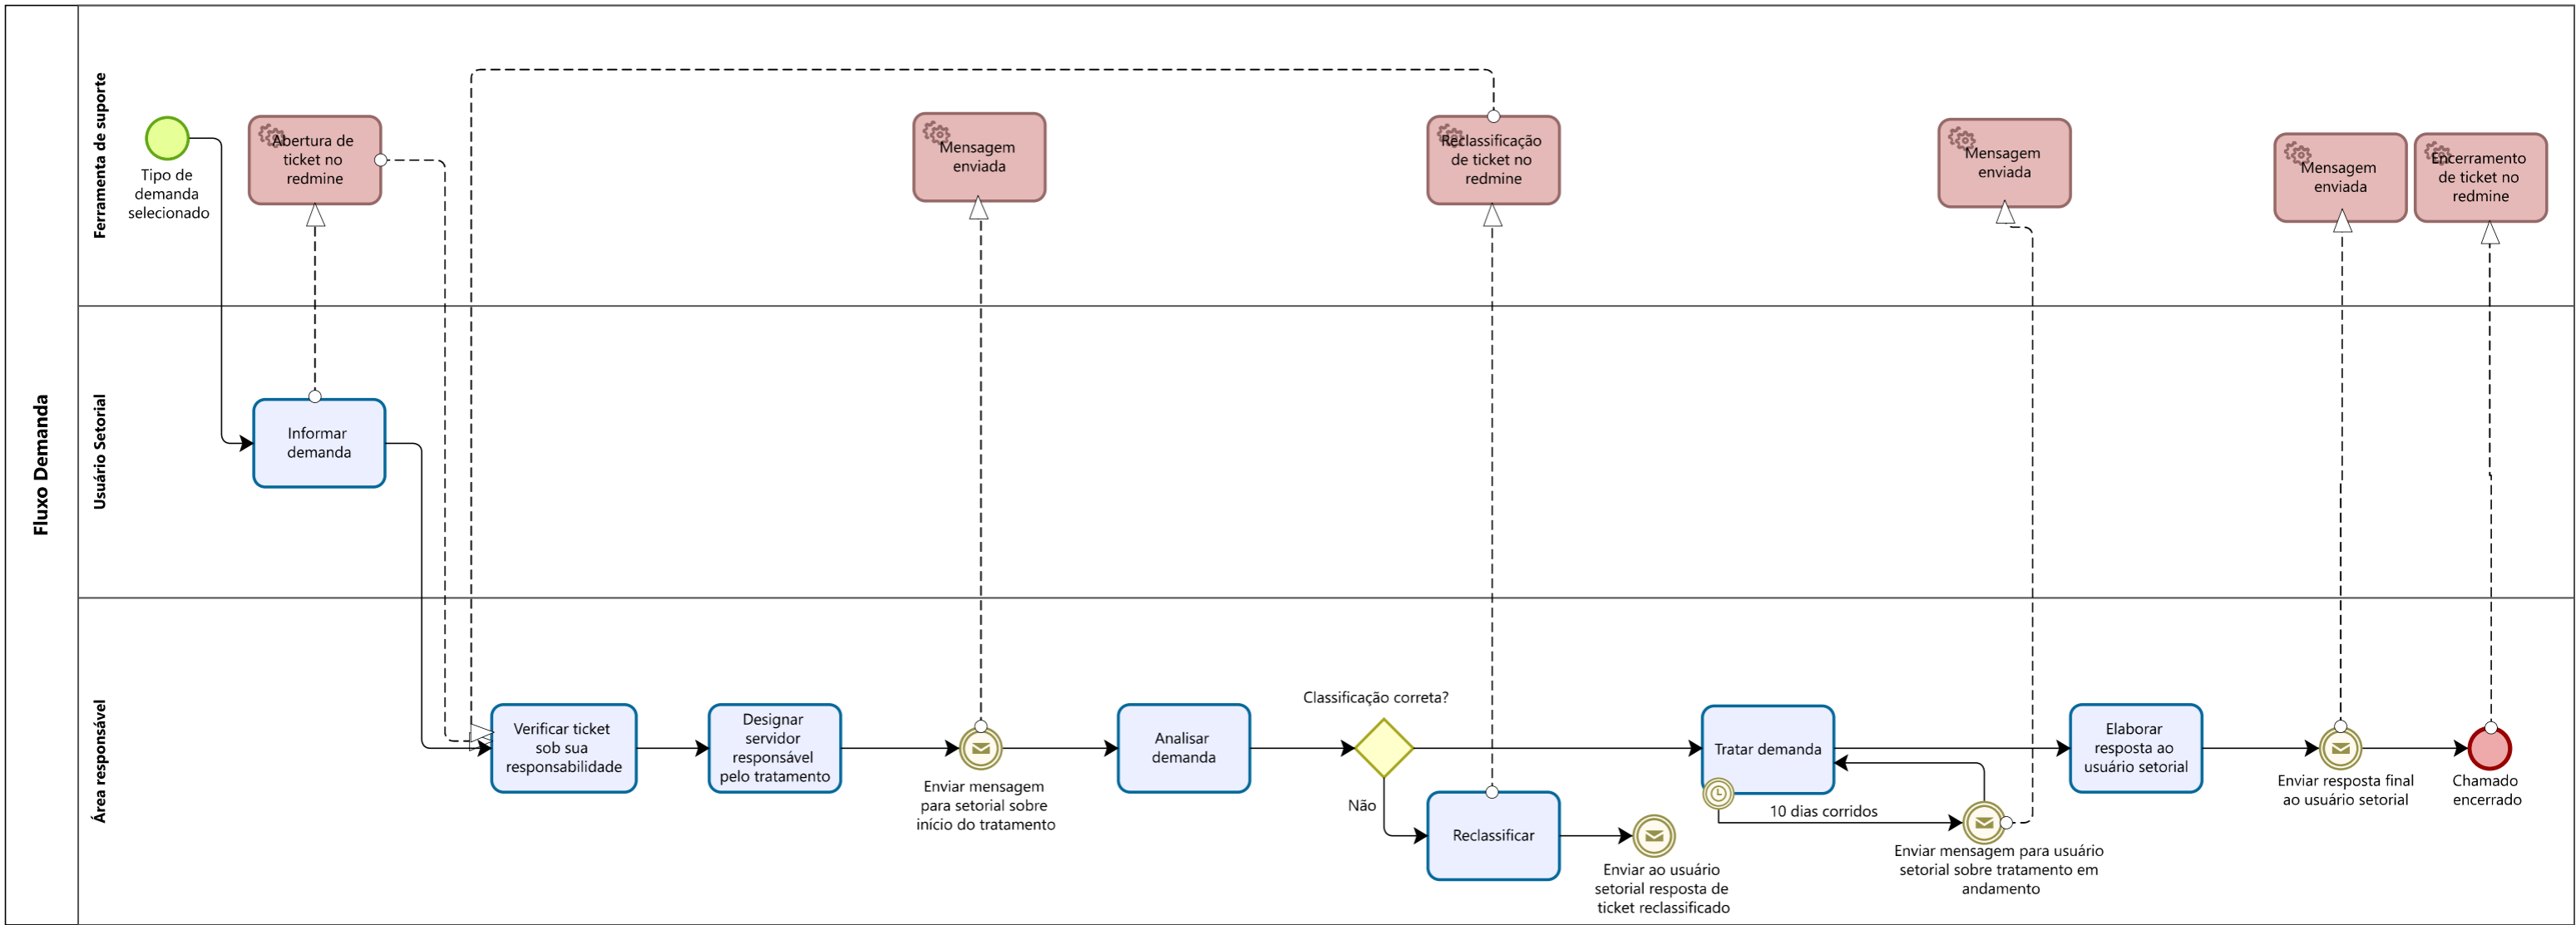 Fluxo Demanda
Ferramenta de suporte
Tipo de
demanda
selecionado
Abertura de
ticket no
redmine
Mensagem
enviada
Reclassificação
de ticket no
redmine
Mensagem
enviada
Mensagem
enviada
Encerramento
de ticket no
redmine
Usuário Setorial
Informar
demanda
Área responsável
Verificar ticket
sob sua
responsabilidade
Designar
servidor
responsável
pelo tratamento
Enviar mensagem
para setorial sobre
início do tratamento
Analisar
demanda
Classificação correta?
Não
Reclassificar
Enviar ao usuário
setorial resposta de
ticket reclassificado
Tratar demanda
10 dias corridos
Enviar mensagem para usuário
setorial sobre tratamento em
andamento
Elaborar
resposta ao
usuário setorial
Enviar resposta final
ao usuário setorial
Chamado
encerrado